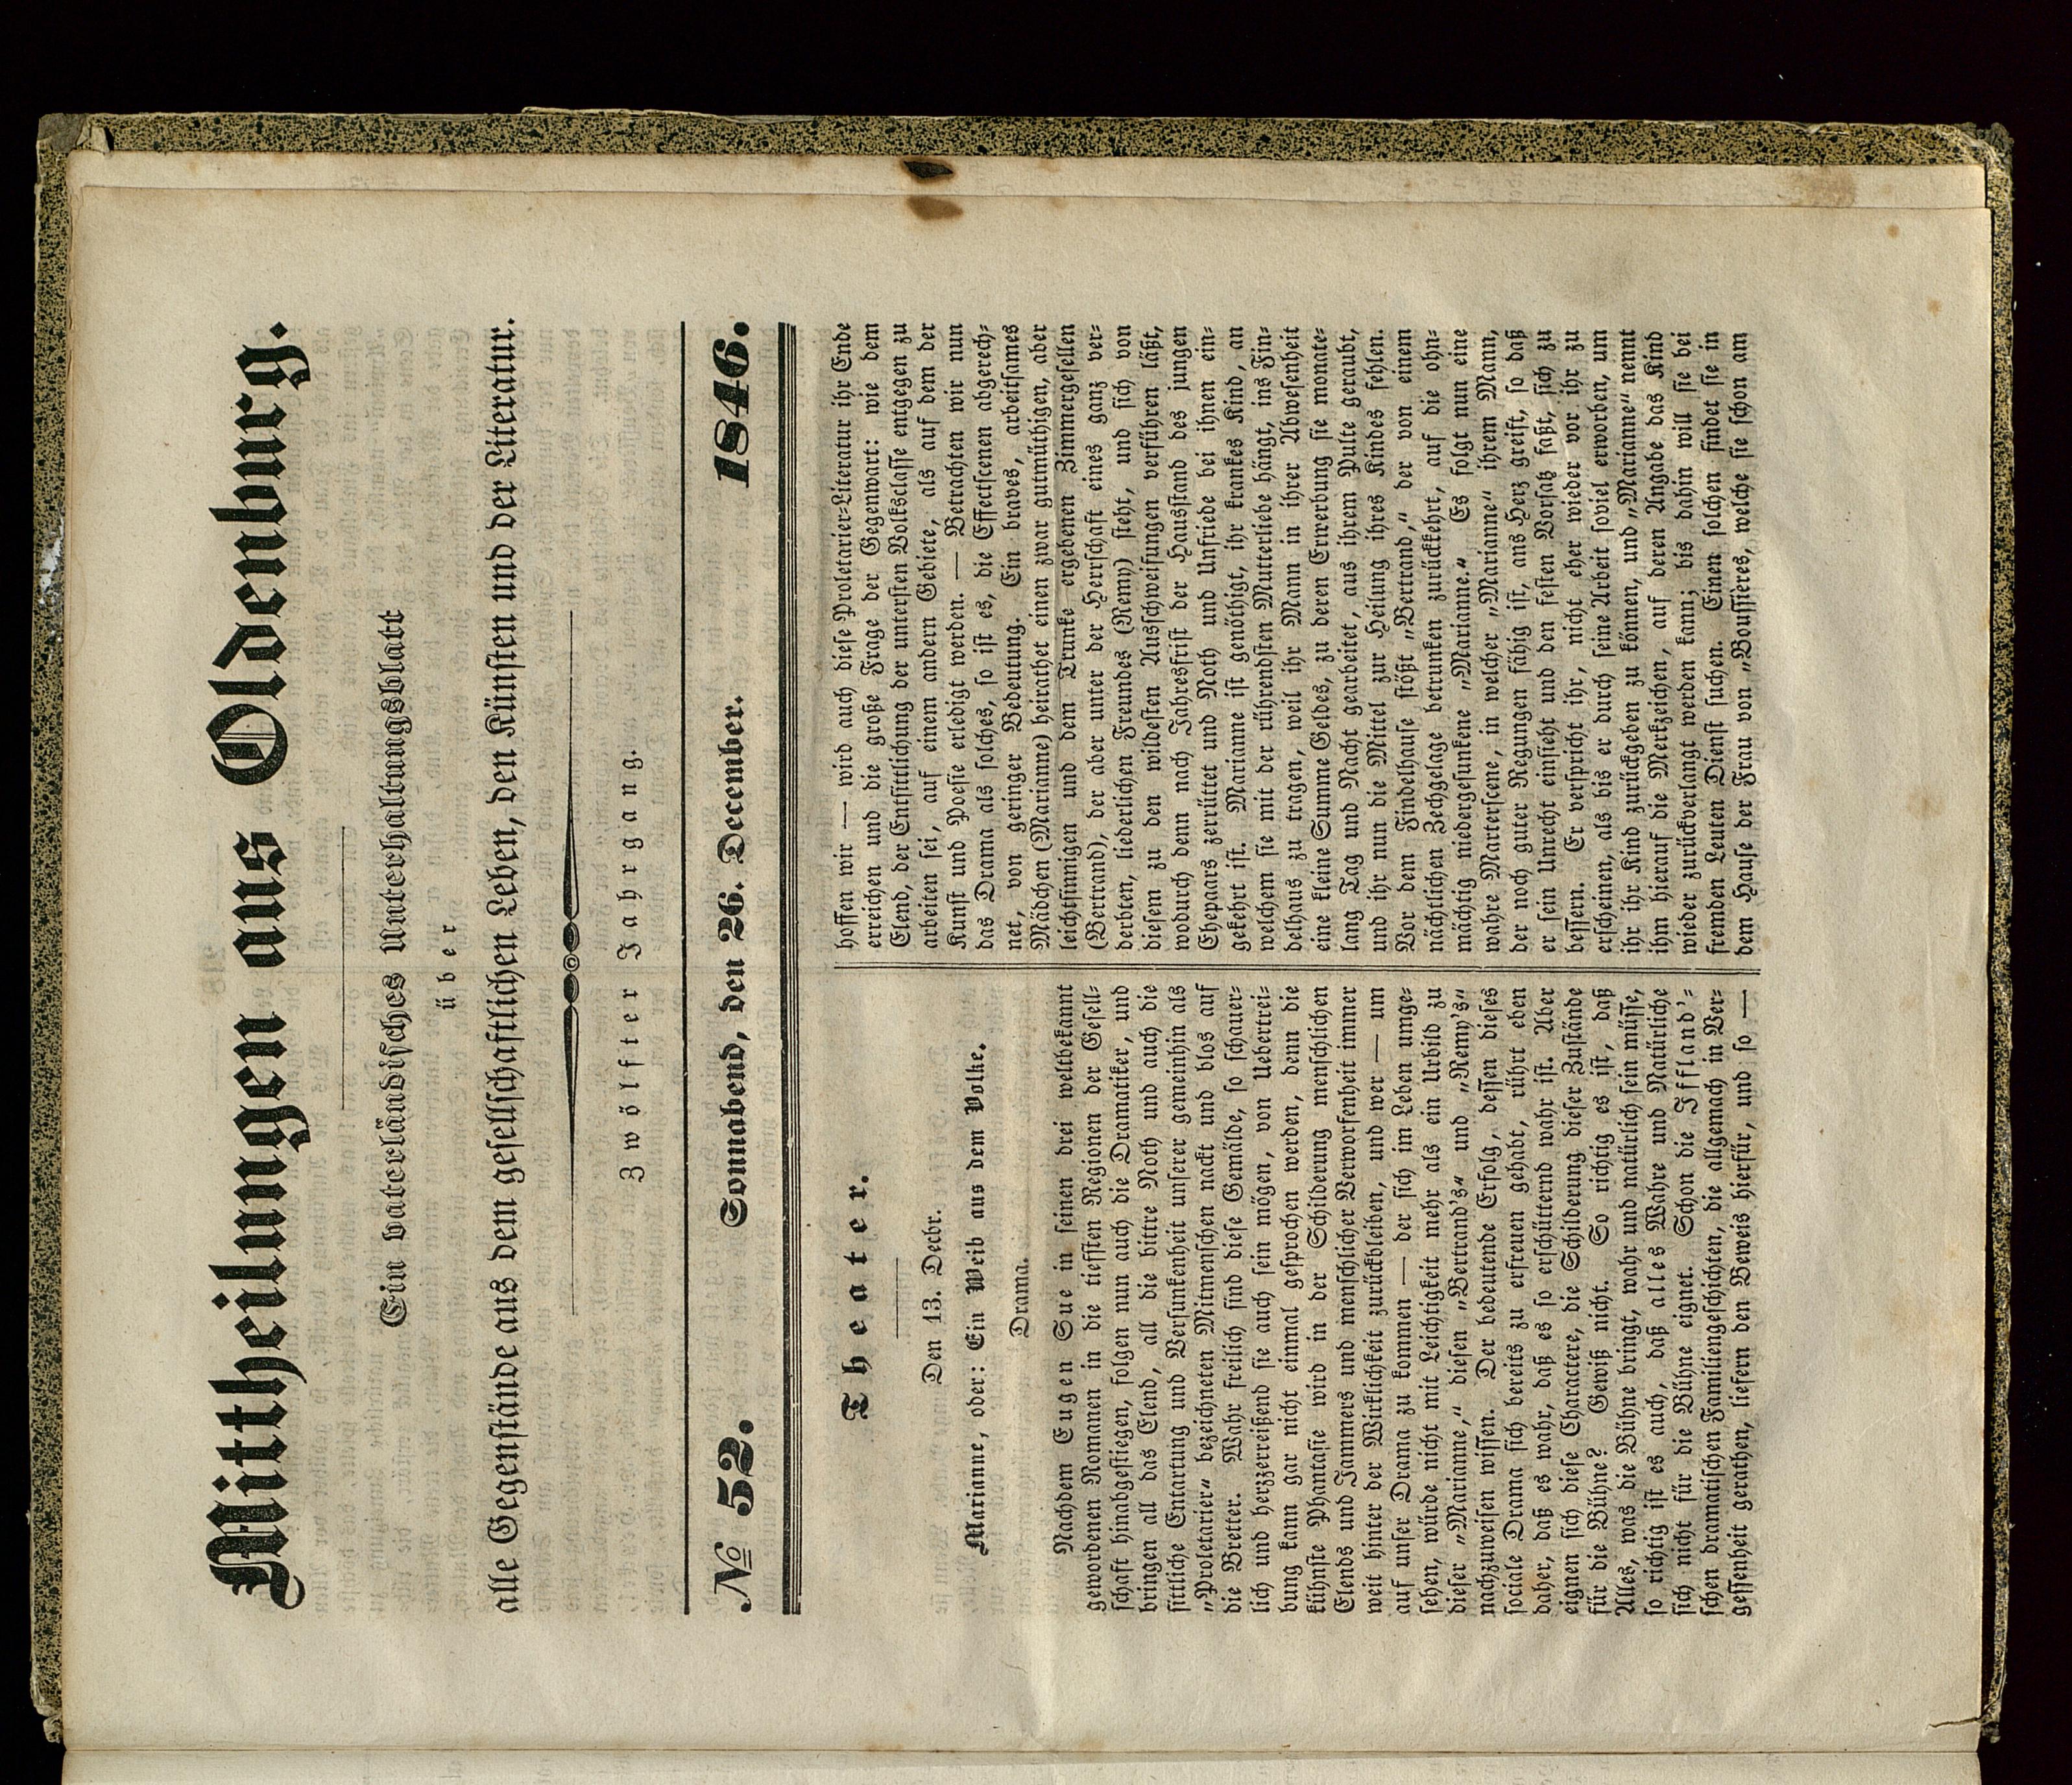 Mittheilungen aus Oldenburg.
Ein vaterländisches Unterhaltungsblatt
über
alle Gegenstände aus dem gesellschaftlichen Leben, den Künsten und der Literatur.
Zwölfter Jahrgang.
№ 52. Sonnabend, den 26. December. 1846.
Theater.
Den 13. Decbr.
Marianne, oder: Ein Weib aus dem Volke.
Drama.
Nachdem Eugen Sue in seinen drei weltbekannt
gewordenen Romanen in die tiefsten Regionen der Gesell-
schaft hinabgestiegen, folgen nun auch die Dramatiker, und
bringen all das Elend, all die bittre Noth und auch die
sittliche Entartung und Versunkenheit unserer gemeinhin als
„Proletarier“ bezeichneten Mitmenschen nackt und blos auf
die Bretter. Wahr freilich sind diese Gemälde, so schauer-
lich und herzzerreißend sie auch sein mögen, von Uebertrei-
bung kann gar nicht einmal gesprochen werden, denn die
kühnste Phantasie wird in der Schilderung menschlichen
Elends und Jammers und menschlicher Verworfenheit immer
weit hinter der Wirklichkeit zurückbleiben, und wer — um
auf unser Drama zu kommen — der sich im Leben umge-
sehen, würde nicht mit Leichtigkeit mehr als ein Urbild zu
dieser „Marianne,“ diesen „Bertrand's“ und „Remy's“
nachzuweisen wissen. Der bedeutende Erfolg, dessen dieses
sociale Drama sich bereits zu erfreuen gehabt, rührt eben
daher, daß es wahr, daß es so erschütternd wahr ist. Aber
eignen sich diese Charactere, die Schilderung dieser Zustände
für die Bühne? Gewiß nicht. So richtig es ist, daß
Alles, was die Bühne bringt, wahr und natürlich sein müsse,
so richtig ist es auch, daß alles Wahre und Natürliche
sich nicht für die Bühne eignet. Schon die Iffland'-
schen dramatischen Familiengeschichten, die allgemach in Ver-
gessenheit gerathen, liefern den Beweis hierfür, und so —
hoffen wir — wird auch diese Proletarier-Literatur ihr Ende
erreichen und die große Frage der Gegenwart: wie dem
Elend, der Entsittlichung der untersten Volksclasse entgegen zu
arbeiten sei, auf einem andern Gebiete, als auf dem der
Kunst und Poesie erledigt werden. — Betrachten wir nun
das Drama als solches, so ist es, die Effectscenen abgerech-
net, von geringer Bedeutung. Ein braves, arbeitsames
Mädchen (Marianne) heirathet einen zwar gutmüthigen, aber
leichtsinnigen und dem Trunke ergebenen Zimmergesellen
(Bertrand), der aber unter der Herrschaft eines ganz ver-
derbten, liederlichen Freundes (Remy) steht, und sich von
diesem zu den wildesten Ausschweifungen verführen läßt,
wodurch denn nach Jahresfrist der Hausstand des jungen
Ehepaars zerrüttet und Noth und Unfriede bei ihnen ein-
gekehrt ist. Marianne ist genöthigt, ihr krankes Kind, an
welchem sie mit der rührendsten Mutterliebe hängt, ins Fin-
delhaus zu tragen, weil ihr Mann in ihrer Abwesenheit
eine kleine Summe Geldes, zu deren Erwerbung sie monate-
lang Tag und Nacht gearbeitet, aus ihrem Pulte geraubt,
und ihr nun die Mittel zur Heilung ihres Kindes fehlen.
Vor dem Findelhause stößt „Bertrand,“ der von einem
nächtlichen Zechgelage betrunken zurückkehrt, auf die ohn-
mächtig niedergesunkene „Marianne.“ Es folgt nun eine
wahre Marterscene, in welcher „Marianne“ ihrem Mann,
der noch guter Regungen fähig ist, ans Herz greift, so daß
er sein Unrecht einsieht und den festen Vorsatz faßt, sich zu
bessern. Er verspricht ihr, nicht eher wieder vor ihr zu
erscheinen, als bis er durch seine Arbeit soviel erworben, um
ihr ihr Kind zurückgeben zu können, und „Marianne“ nennt
ihm hierauf die Merkzeichen, auf deren Angabe das Kind
wieder zurückverlangt werden kann; bis dahin will sie bei
fremden Leuten Dienst suchen. Einen solchen findet sie in
dem Hause der Frau von „Bussieres, welche sie schon am